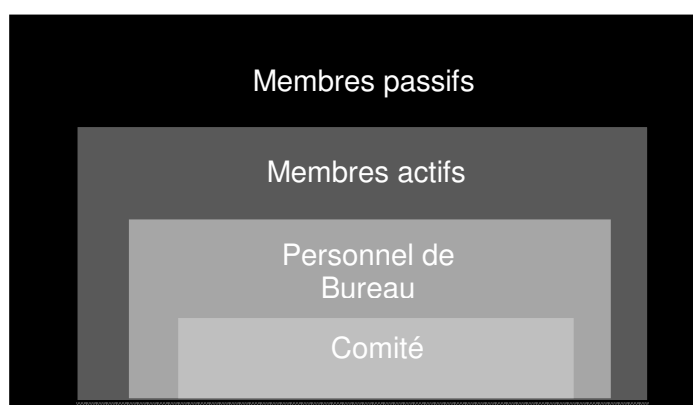 Membres passifs
Membres actifs
Personnel de
Bureau
Comité